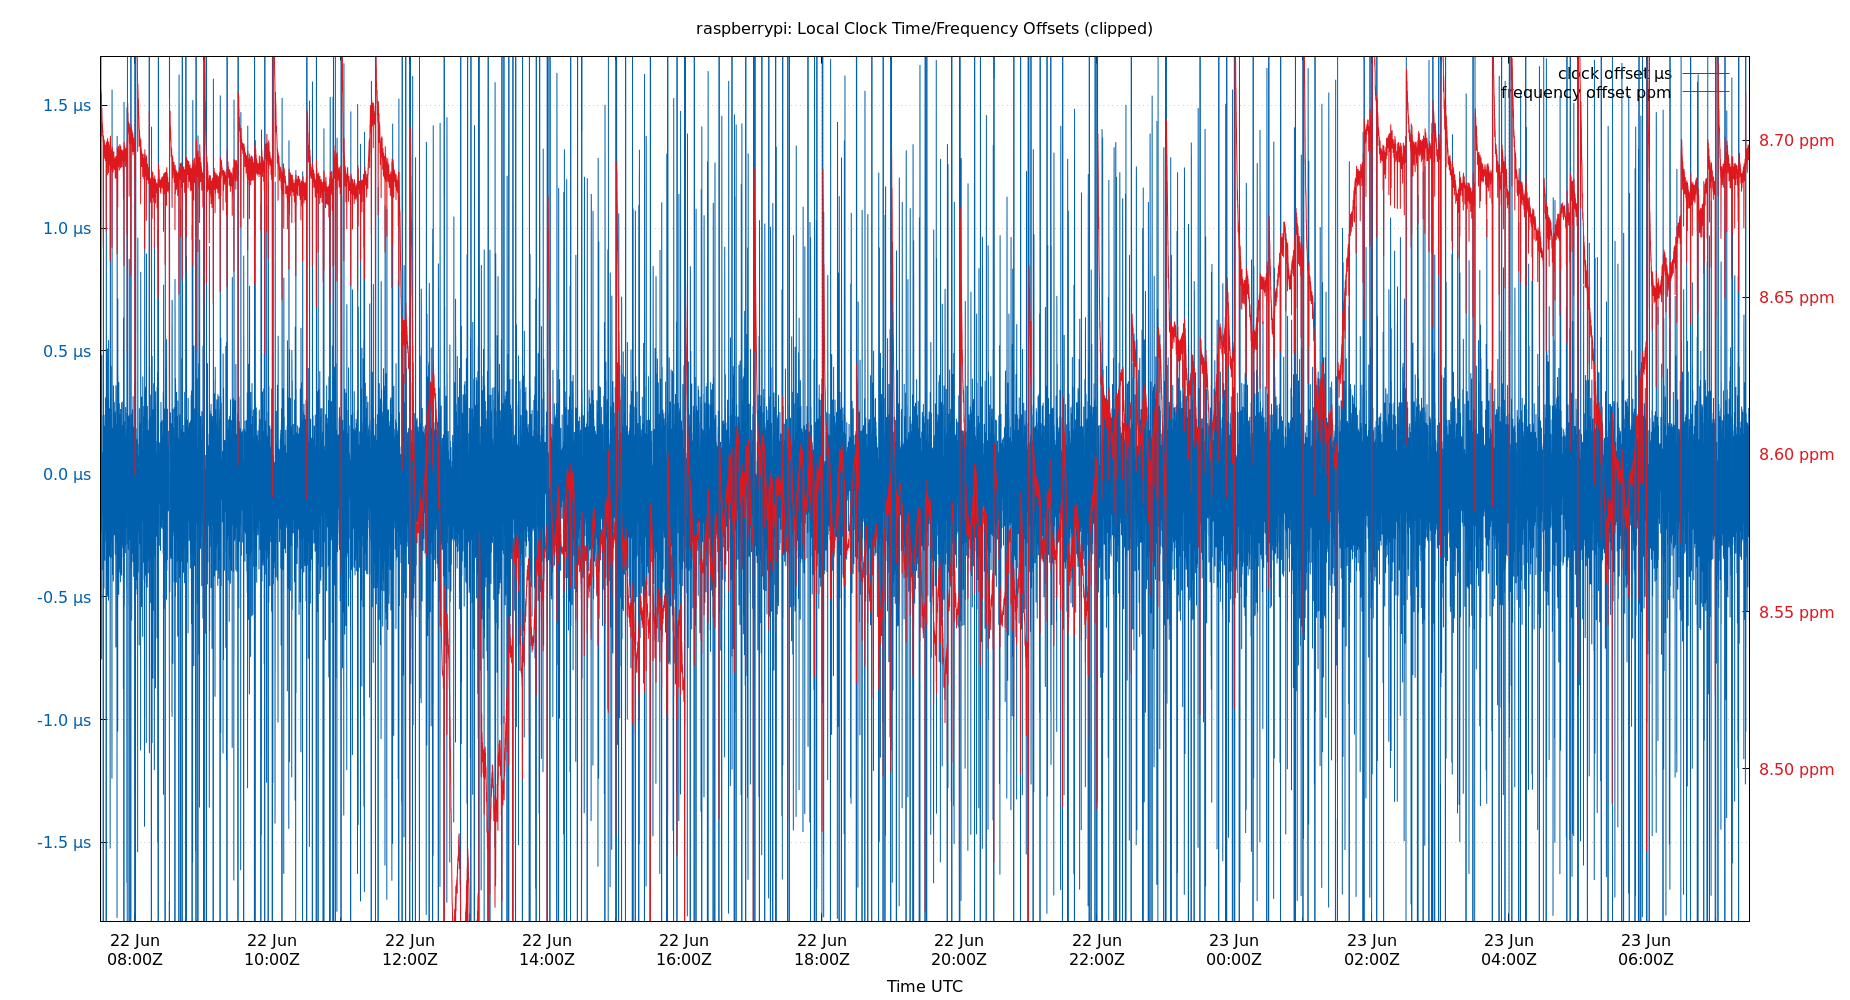 raspberrypi: Local Clock Time/Frequency Offsets (clipped)
clock offset µs
frequency offset ppm
1.5 µs
1.0 µs
0.5 µs
0.0 µs
-0.5 µs
-1.0 µs
-1.5 µs
8.70 ppm
8.65 ppm
8.60 ppm
8.55 ppm
8.50 ppm
22 Jun 22 Jun 22 Jun 22 Jun 22 Jun 22 Jun 22 Jun 22 Jun 23 Jun 23 Jun 23 Jun 23 Jun
08:00Z 10:00Z 12:00Z 14:00Z 16:00Z 18:00Z 20:00Z 22:00Z 00:00Z 02:00Z 04:00Z 06:00Z
Time UTC